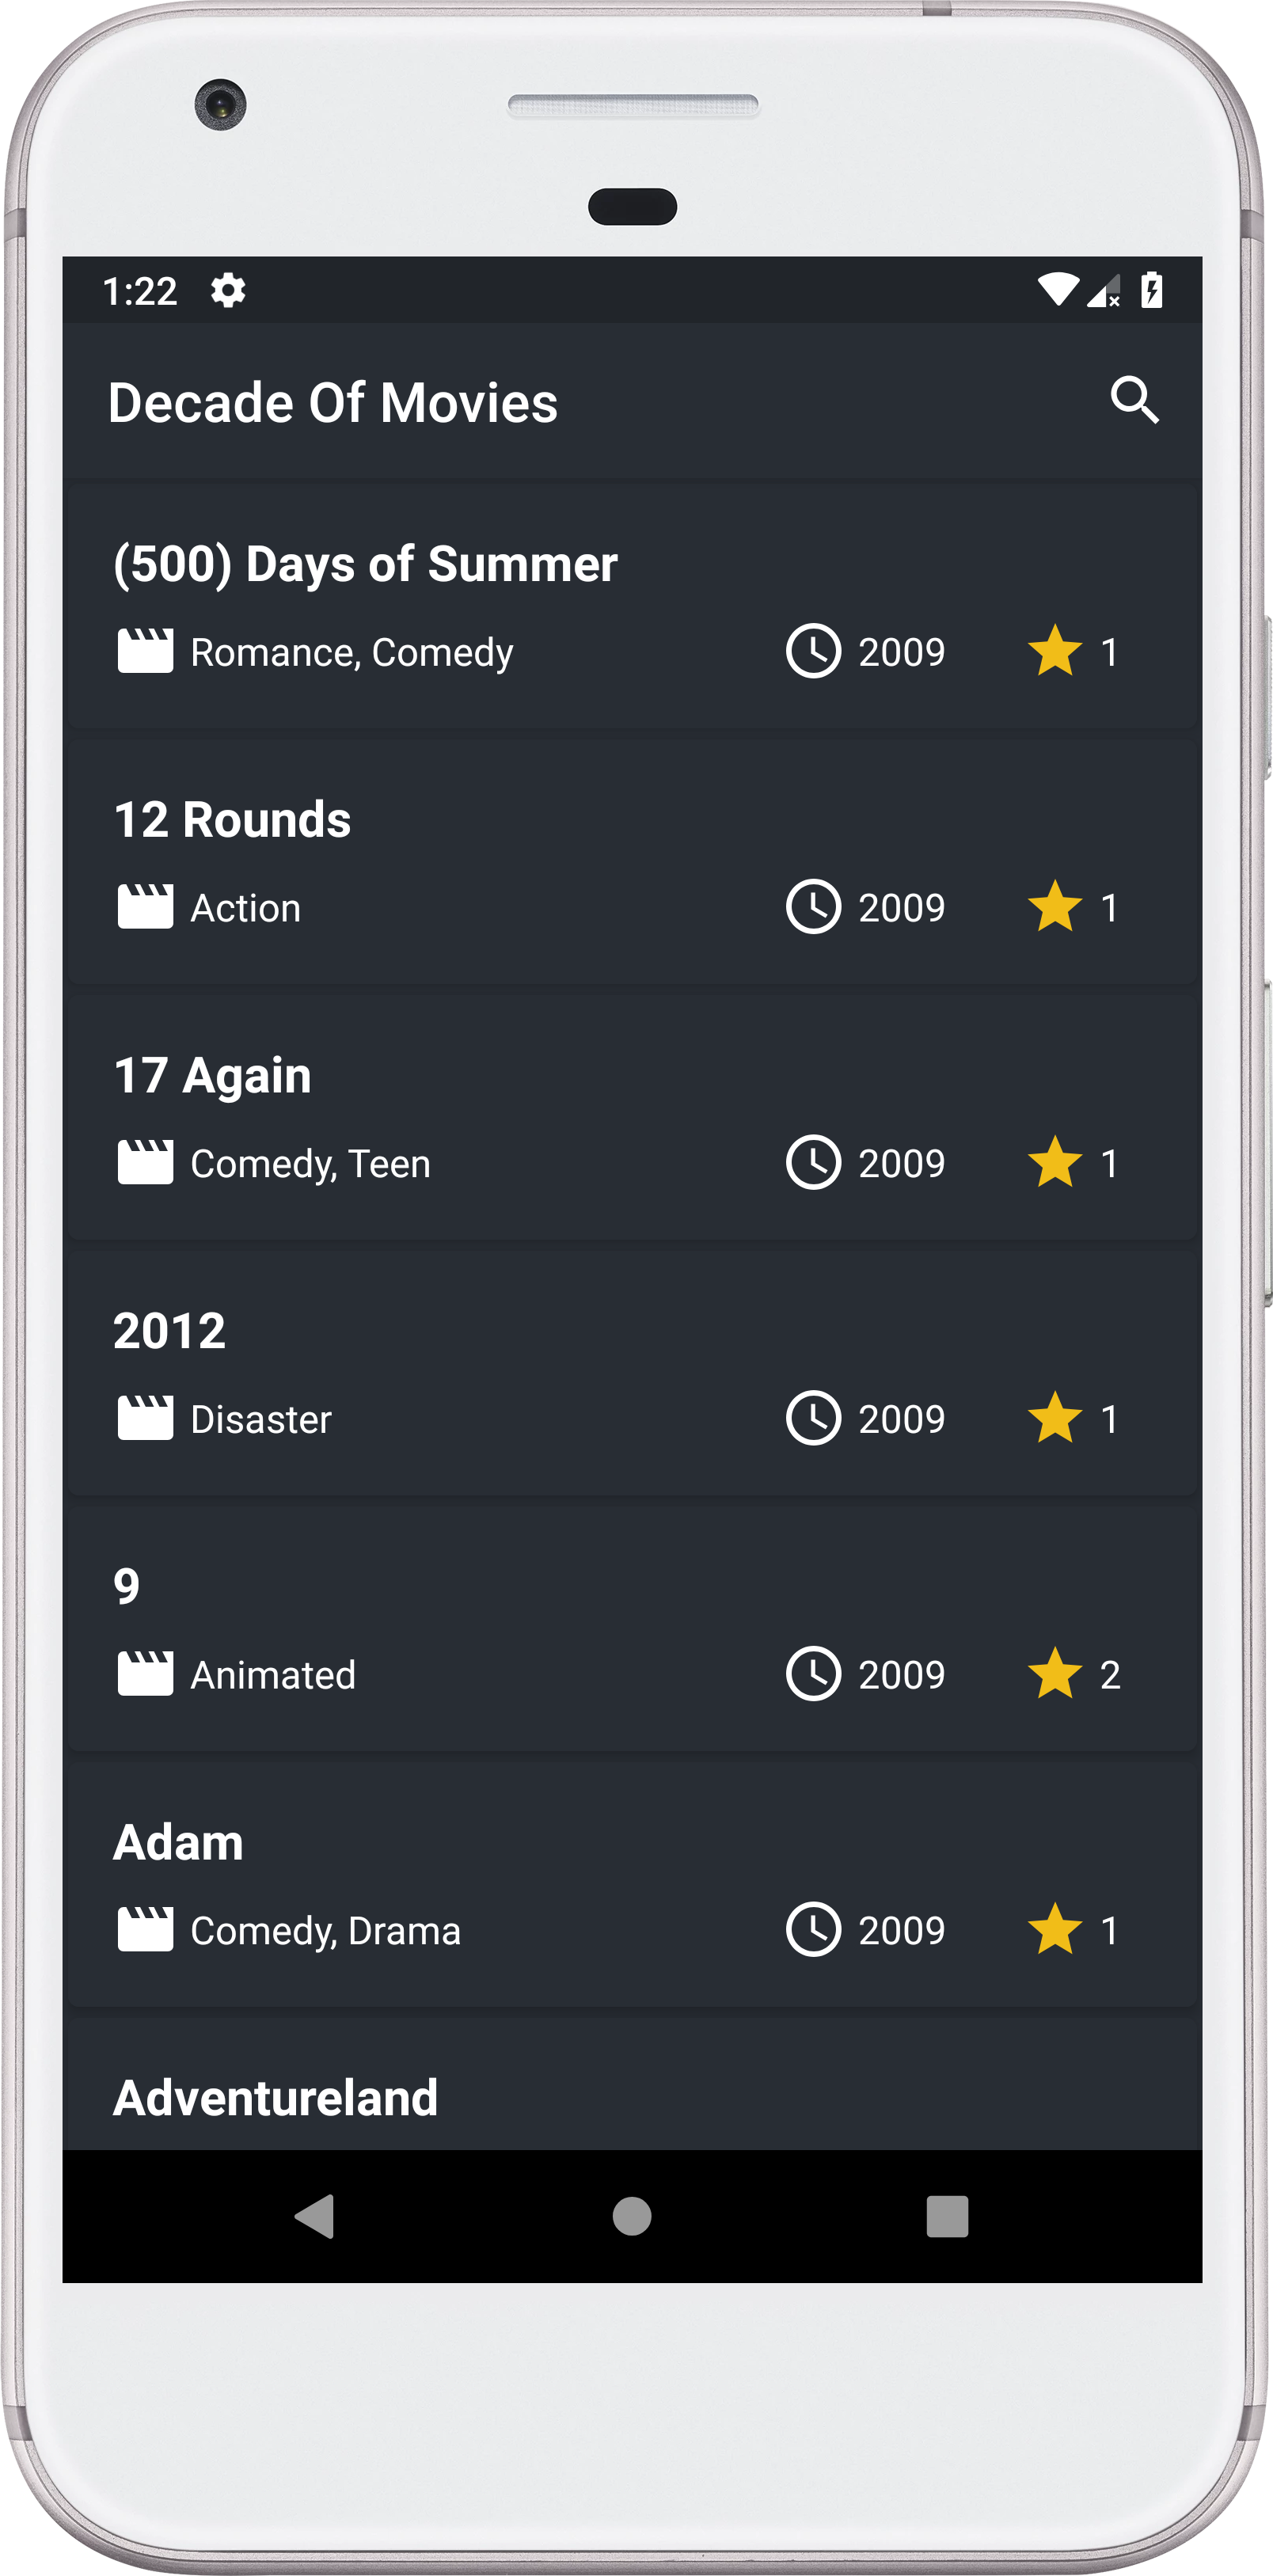 1:22
Decade Of Movies
(500) Days of Summer
Romance, Comedy 2009 1
12 Rounds
Action 2009 1
17 Again
Comedy, Teen 2009 1
2012
Disaster 2009 1
9
Animated 2009 2
Adam
Comedy, Drama 2009 1
Adventureland